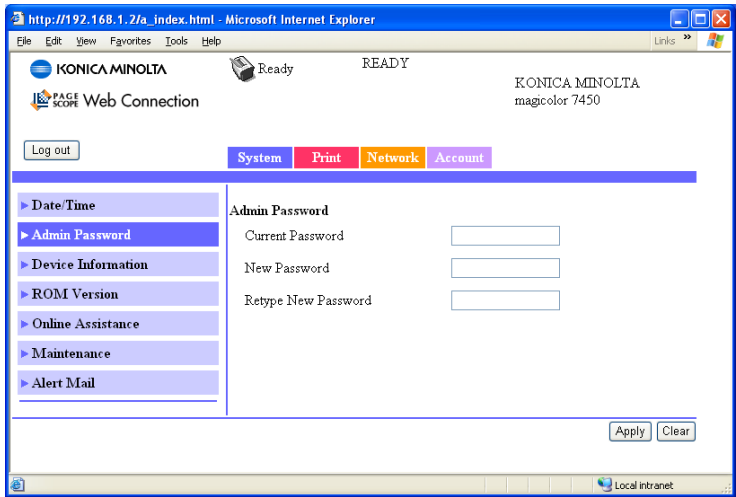 http://192.168.1.2/a_index.html - Microsoft Internet Explorer
File Edit View Favorites Tools Help Links »
KONICA MINOLTA
Ready
READY
KONICA MINOLTA
magicolor 7450
PAGE SCOPE Web Connection
Log out
System Print Network Account
Date/Time
Admin Password
Device Information
ROM Version
Online Assistance
Maintenance
Alert Mail
Admin Password
Current Password
New Password
Retype New Password
Apply Clear
Local intranet